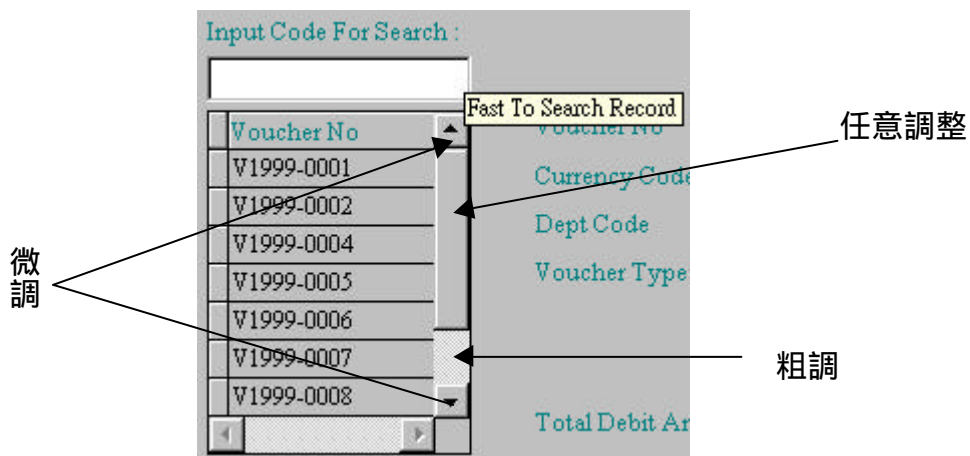 Input Code For Search :
Fast To Search Record
Voucher No
Voucher No
任意調整
V1999-0001
Currency Code
V1999-0002
Dept Code
V1999-0004
微調
V1999-0005
Voucher Type
V1999-0006
V1999-0007
粗調
V1999-0008
Total Debit